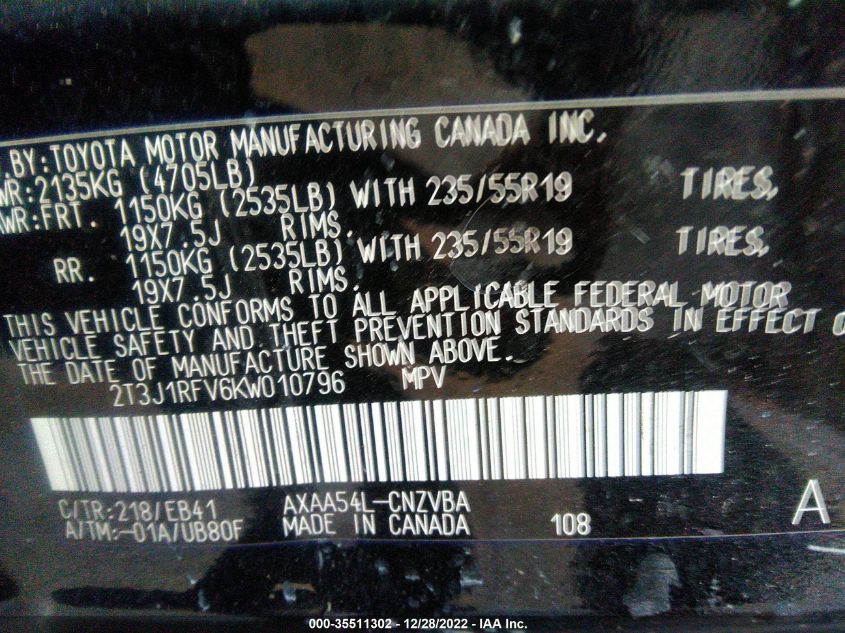 .BY:TOYOTA MOTOR MANUFACTURING CANADA INC.
WR:2135KG (4705LB)
AWR:FRT. 1150KG (2535LB) WITH 235/55R19 TIRES,
19X7.5J RIMS.
RR. 1150KG (2535LB) WITH 235/55R19 TIRES,
19X7.5J RIMS.
THIS VEHICLE CONFORMS TO ALL APPLICABLE FEDERAL MOTOR
VEHICLE SAFETY AND THEFT PREVENTION STANDARDS IN EFFECT O
THE DATE OF MANUFACTURE SHOWN ABOVE.
2T3J1RFV6KW010796 MPV
C/TR:218/EB41 AXAA54L-CNZVBA
A/TM:-01A/UB80F MADE IN CANADA 108 A
000-35511302 - 12/28/2022 - IAA Inc.